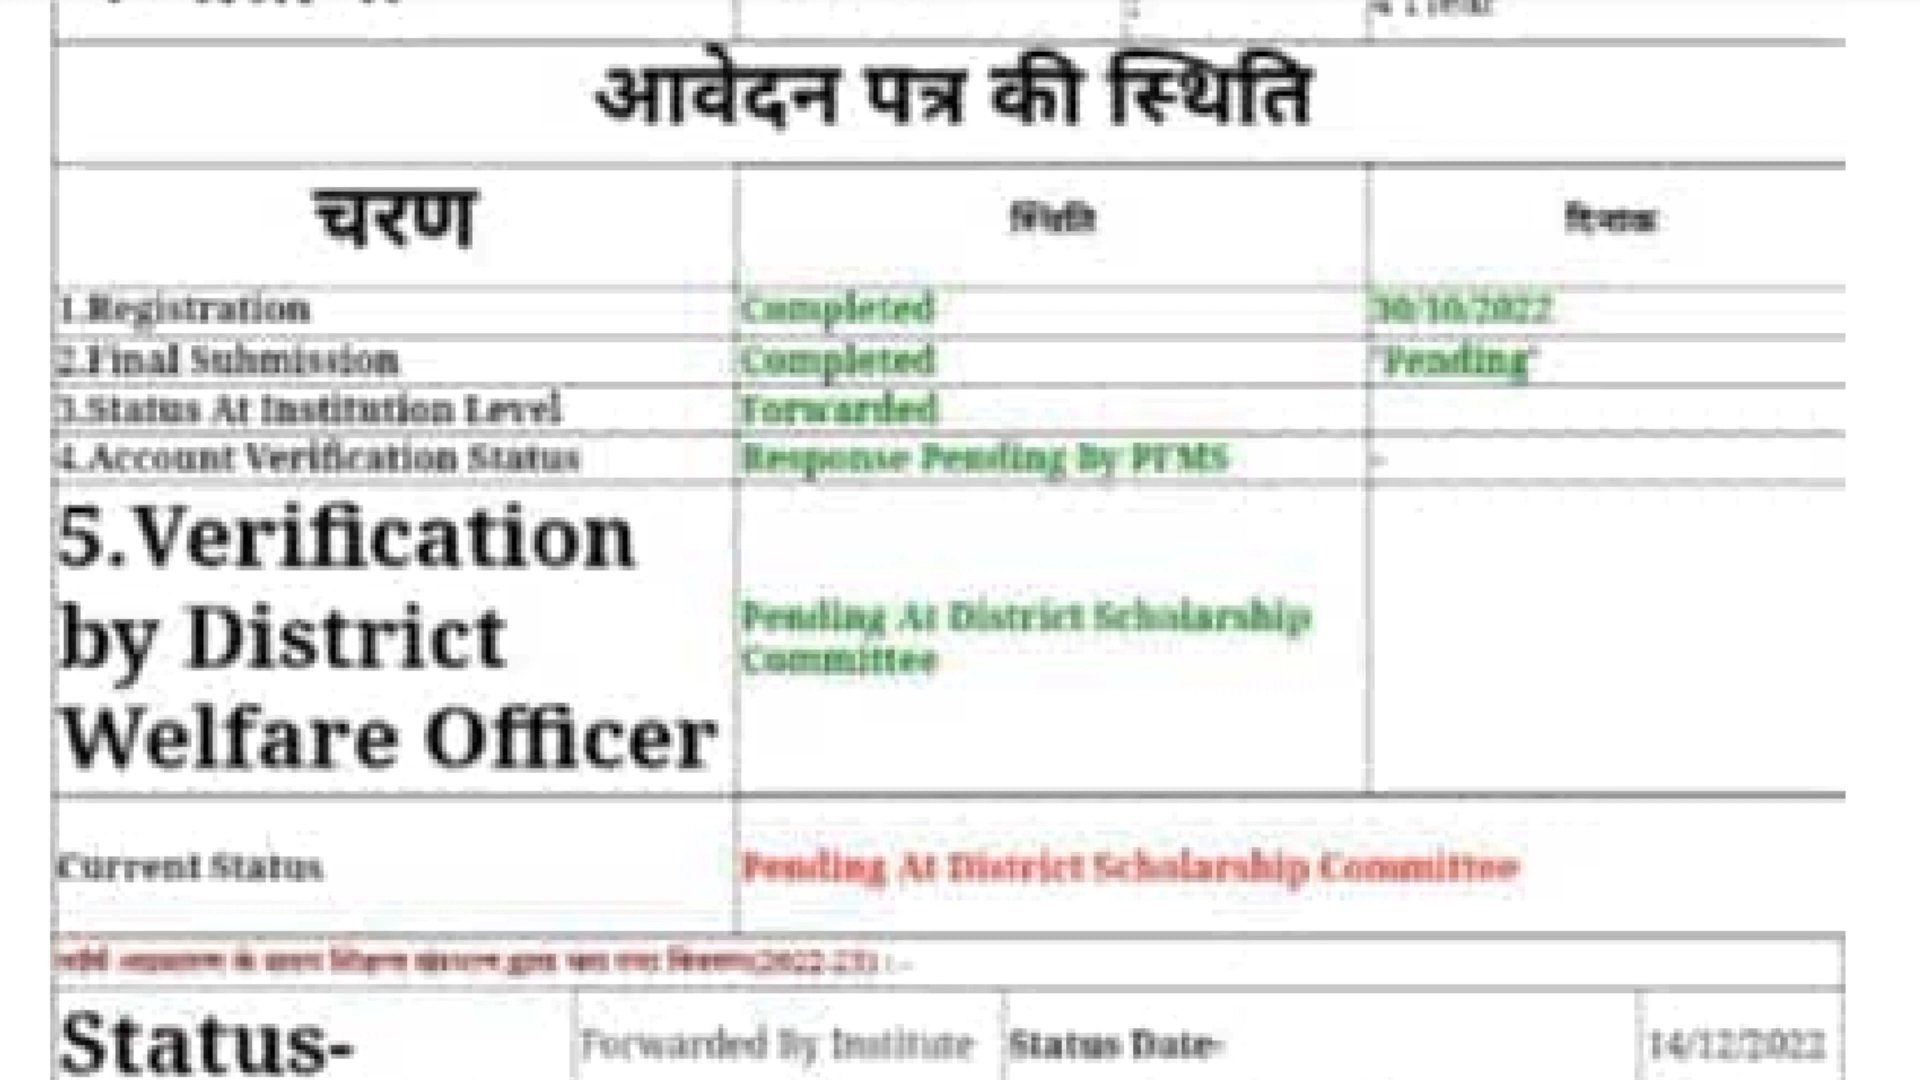 आवेदन पत्र की स्थिति
चरण स्थिति दिनांक
1.Registration Completed 30/10/2022
2.Final Submission Completed "Pending"
3.Status At Institution Level Forwarded
4.Account Verification Status Response Pending By PFMS -
5.Verification
by District
Welfare Officer
Pending At District Scholarship
Committee
Current Status Pending At District Scholarship Committee
के द्वारा (2022-23) :-
Status- Forwarded By Institute Status Date- 14/12/2022